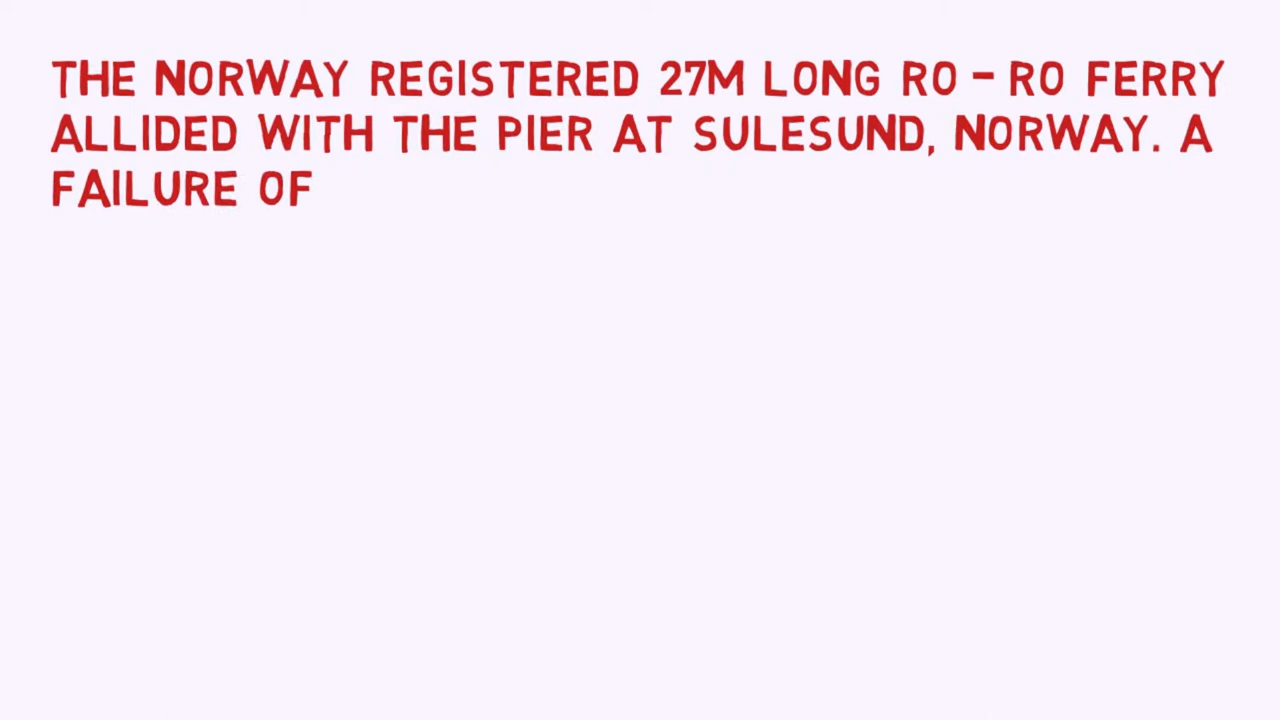 THE NORWAY REGISTERED 27M LONG RO - RO FERRY
ALLIDED WITH THE PIER AT SULESUND, NORWAY. A
FAILURE OF